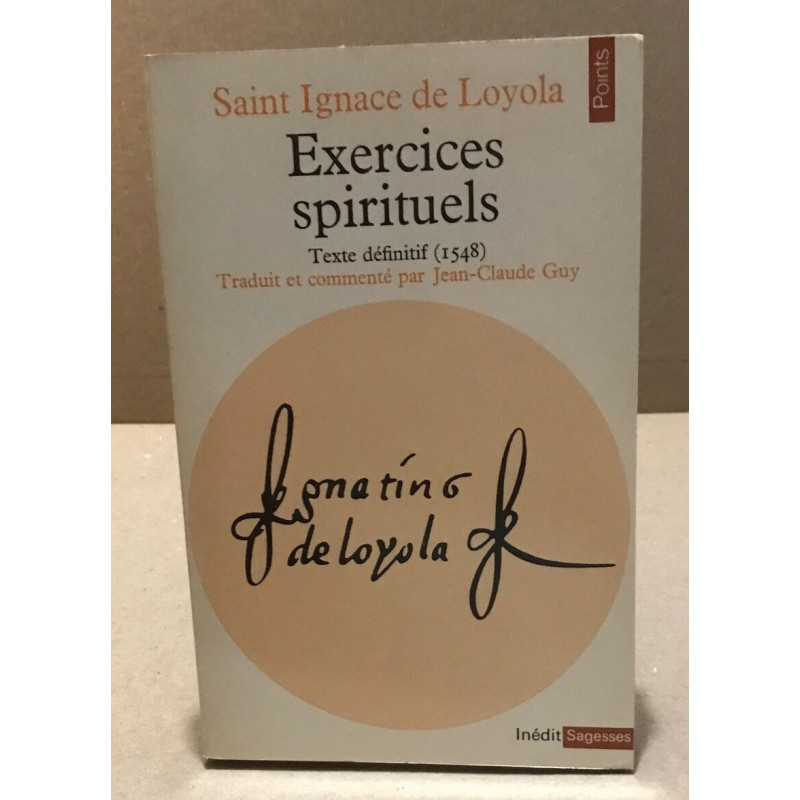 Points
Saint Ignace de Loyola
Exercices
spirituels
Texte définitif (1548)
Traduit et commenté par Jean-Claude Guy
Ignatino
de loyola
Inédit Sagesses